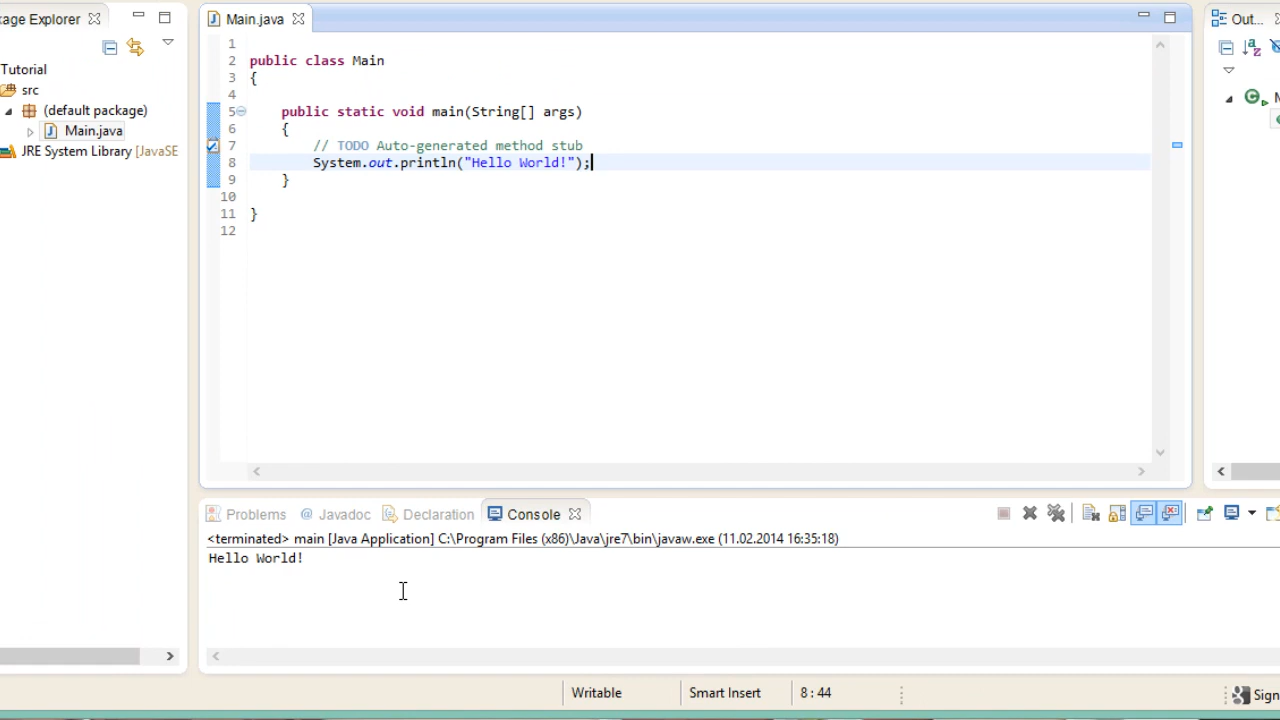 kage Explorer
Tutorial
src
(default package)
Main.java
JRE System Library [JavaSE
Main.java
1
2 public class Main
3 {
4
5 public static void main(String[] args)
6 {
7 // TODO Auto-generated method stub
8 System.out.println("Hello World!");
9 }
10
11 }
12
Out...
Problems @ Javadoc Declaration Console
<terminated> main [Java Application] C:\Program Files (x86)\Java\jre7\bin\javaw.exe (11.02.2014 16:35:18)
Hello World!
Writable Smart Insert 8 : 44 Sign